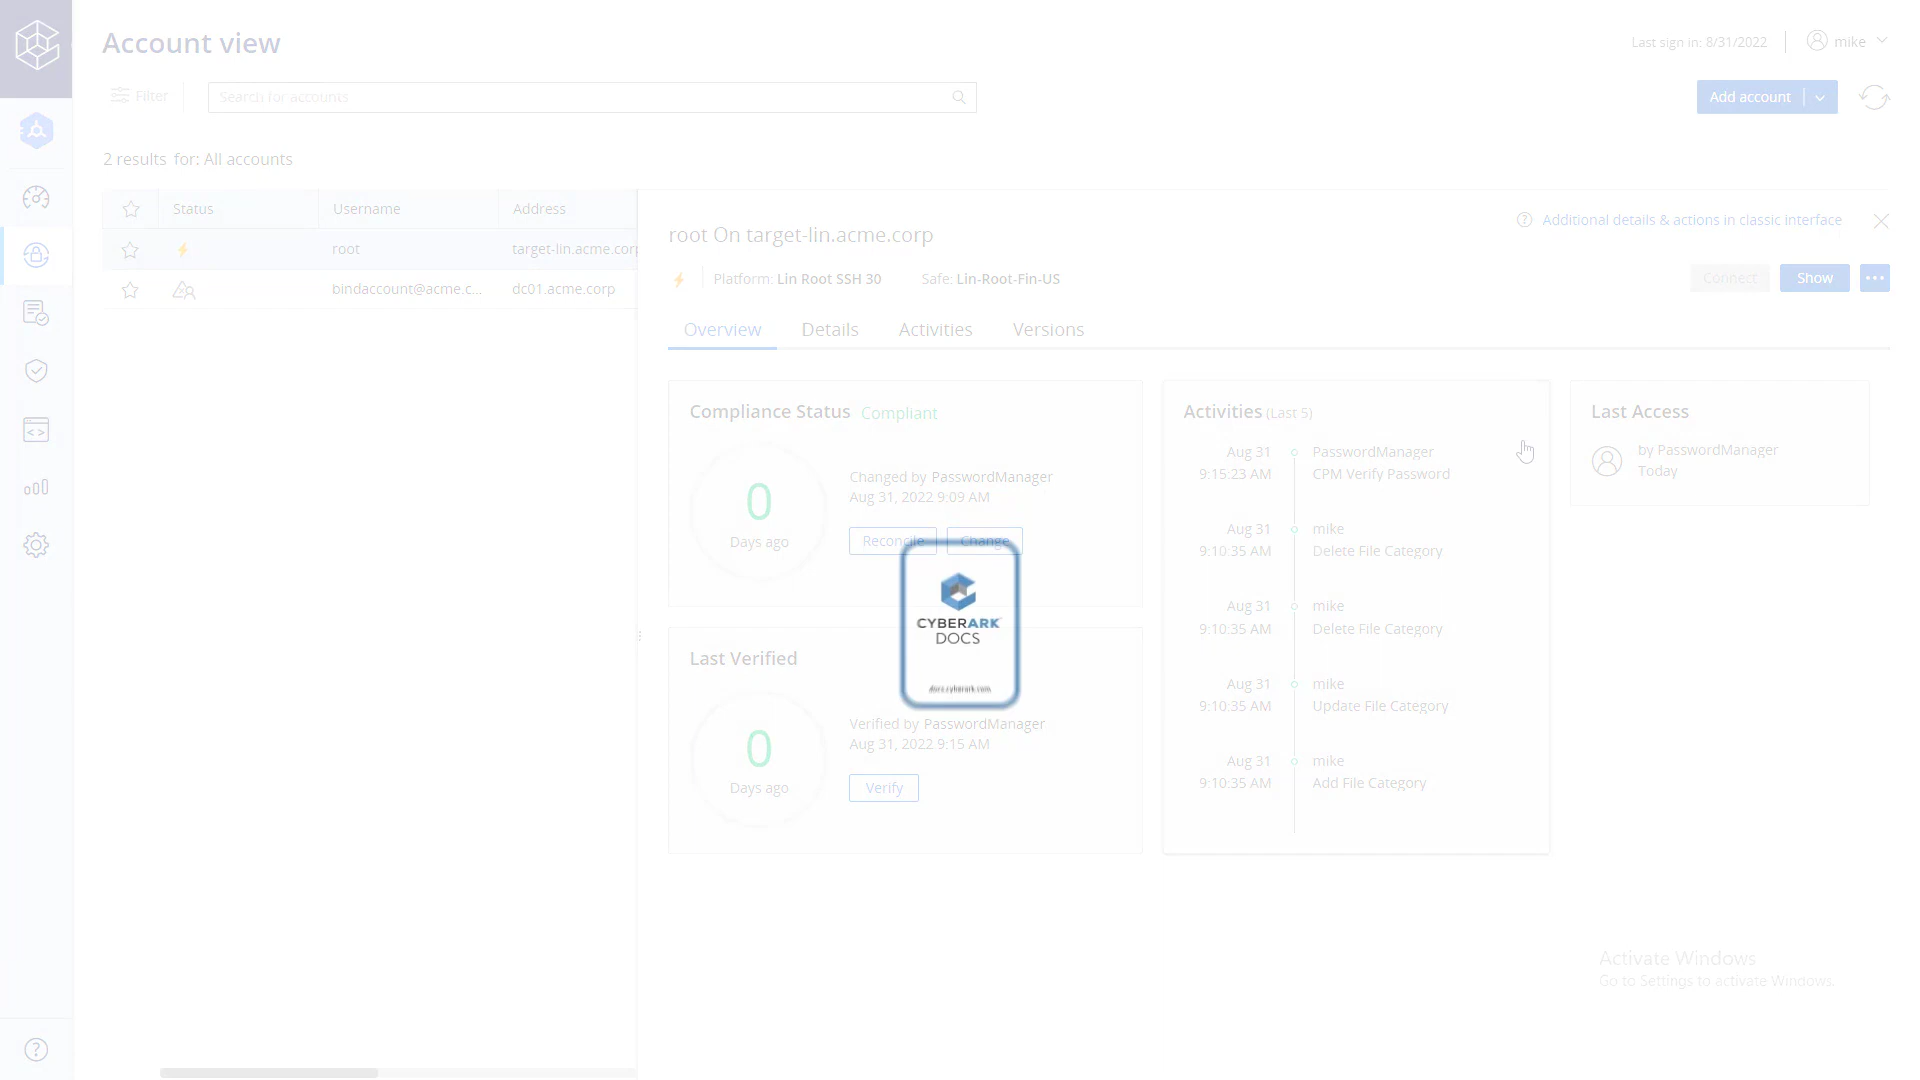 Account view
Last sign in: 8/31/2022
mike
Filter
Search for accounts
Add account
2 results for: All accounts
Status Username Address
root target-lin.acme.corp
bindaccount@acme.c... dc01.acme.corp
Additional details & actions in classic interface
root On target-lin.acme.corp
Platform: Lin Root SSH 30 Safe: Lin-Root-Fin-US
Connect Show
Overview Details Activities Versions
Compliance Status Compliant
0
Days ago
Changed by PasswordManager
Aug 31, 2022 9:09 AM
Reconcile Change
Last Verified
0
Days ago
Verified by PasswordManager
Aug 31, 2022 9:15 AM
Verify
CYBERARK
DOCS
docs.cyberark.com
Activities (Last 5)
Aug 31 PasswordManager
9:15:23 AM CPM Verify Password
Aug 31 mike
9:10:35 AM Delete File Category
Aug 31 mike
9:10:35 AM Delete File Category
Aug 31 mike
9:10:35 AM Update File Category
Aug 31 mike
9:10:35 AM Add File Category
Last Access
by PasswordManager
Today
Activate Windows
Go to Settings to activate Windows.